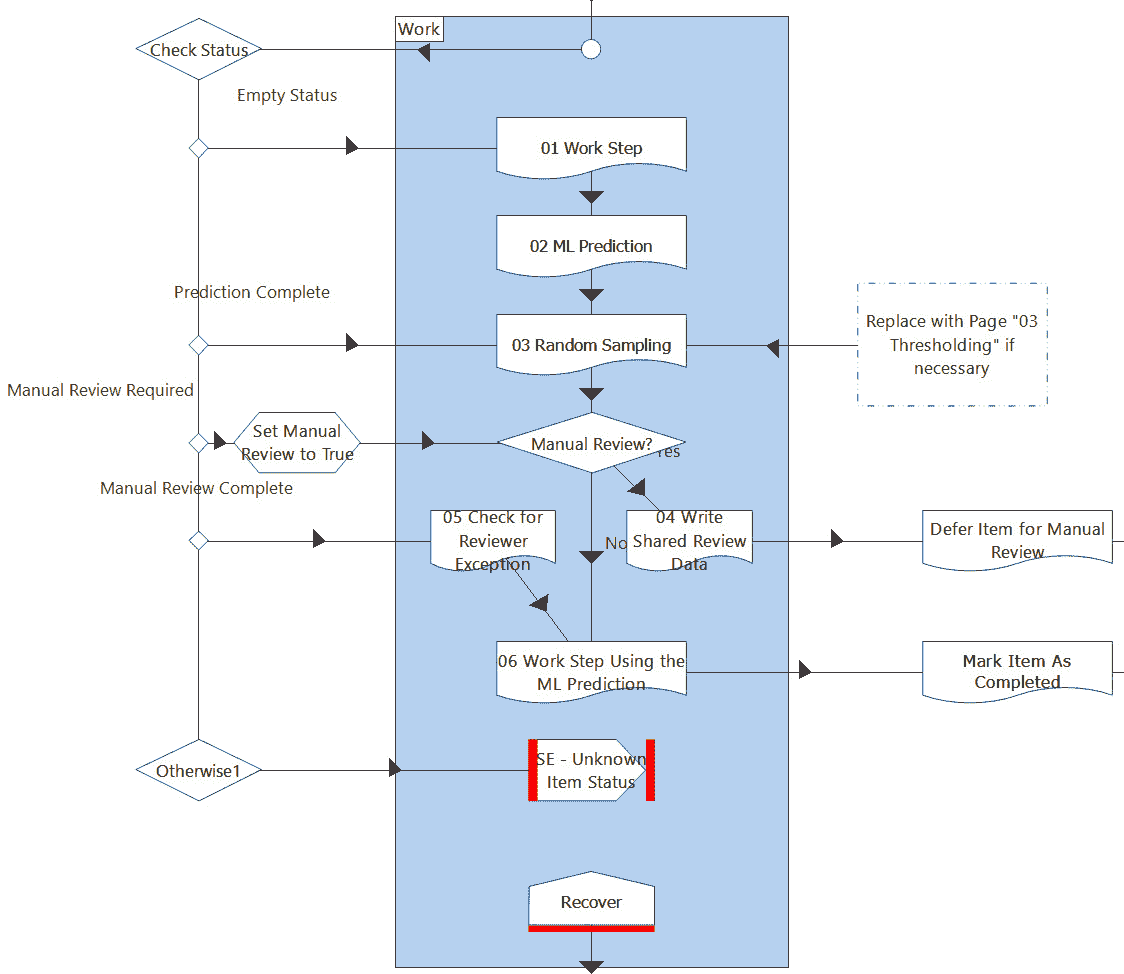 Work
Check Status
Empty Status
01 Work Step
02 ML Prediction
Prediction Complete
Replace with Page "03
Thresholding" if
necessary
03 Random Sampling
Manual Review Required
Set Manual
Review to True
Manual Review?
Yes
Manual Review Complete
05 Check for
Reviewer
Exception
No
04 Write
Shared Review
Data
Defer Item for Manual
Review
06 Work Step Using the
ML Prediction
Mark Item As
Completed
Otherwise1
SE - Unknown
Item Status
Recover